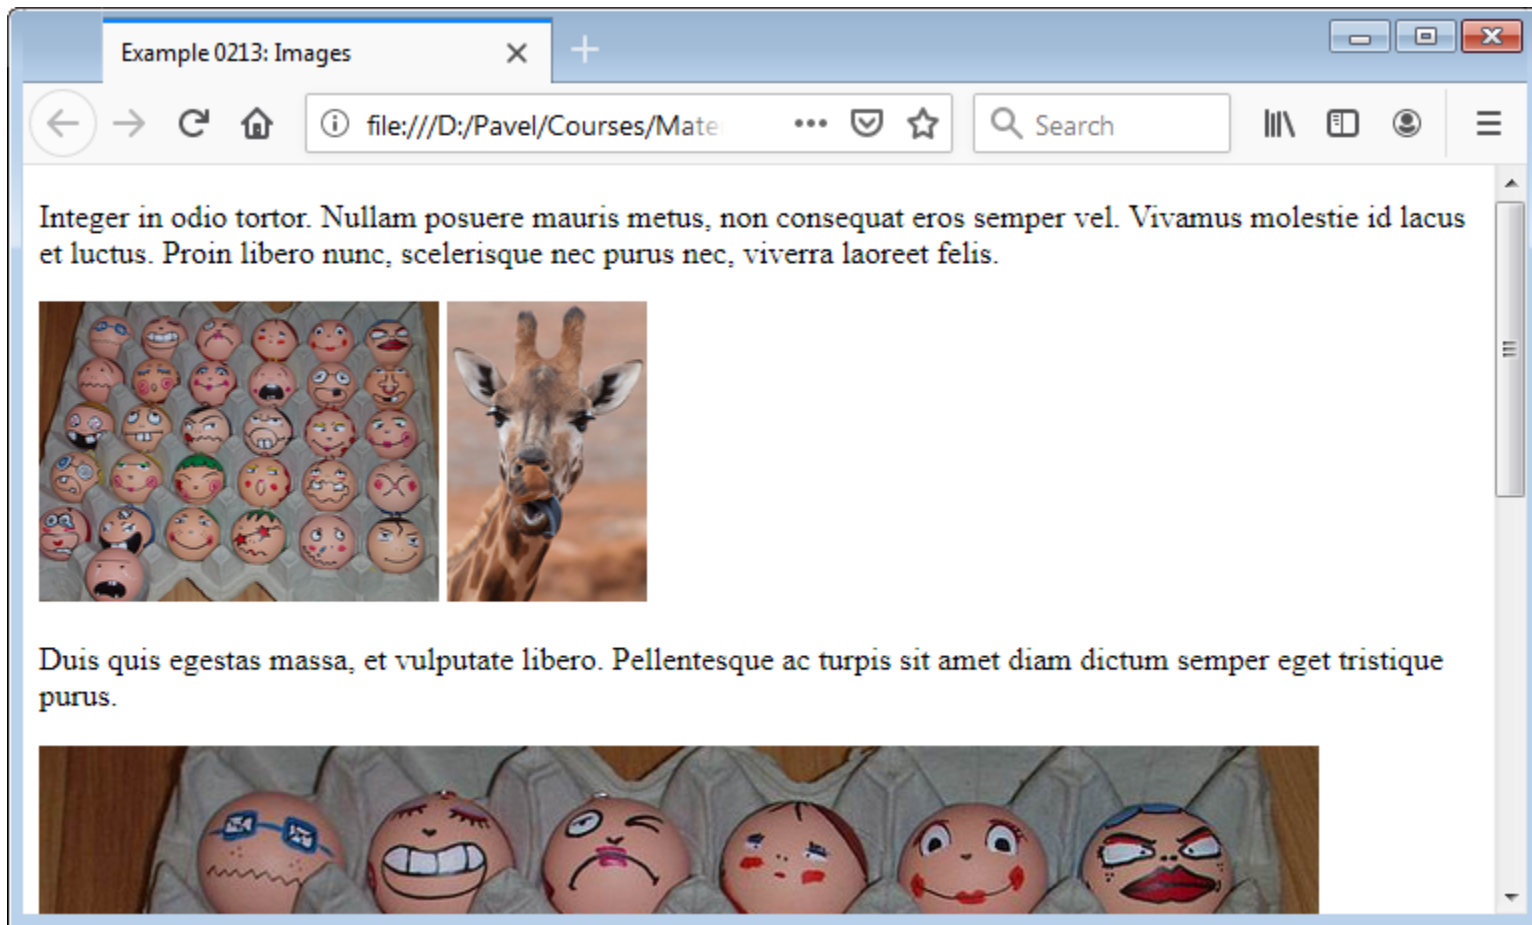 Example 0213: Images
file:///D:/Pavel/Courses/Mate
Search
Integer in odio tortor. Nullam posuere mauris metus, non consequat eros semper vel. Vivamus molestie id lacus
et luctus. Proin libero nunc, scelerisque nec purus nec, viverra laoreet felis.
Duis quis egestas massa, et vulputate libero. Pellentesque ac turpis sit amet diam dictum semper eget tristique
purus.